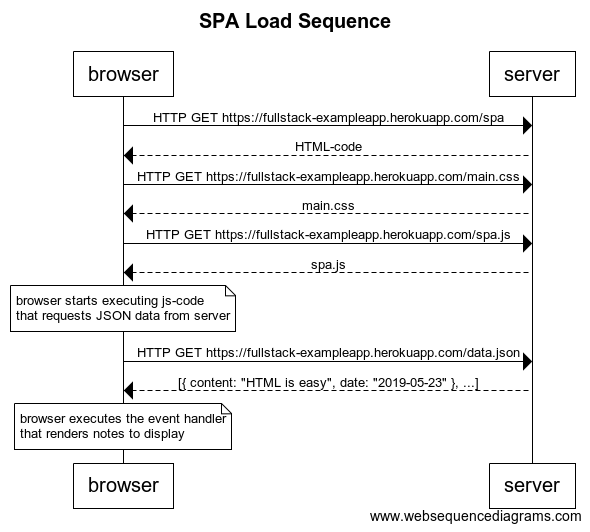 SPA Load Sequence
browser
server
HTTP GET https://fullstack-exampleapp.herokuapp.com/spa
HTML-code
HTTP GET https://fullstack-exampleapp.herokuapp.com/main.css
main.css
HTTP GET https://fullstack-exampleapp.herokuapp.com/spa.js
spa.js
browser starts executing js-code
that requests JSON data from server
HTTP GET https://fullstack-exampleapp.herokuapp.com/data.json
[{ content: "HTML is easy", date: "2019-05-23" }, ...]
browser executes the event handler
that renders notes to display
browser
server
www.websequencediagrams.com